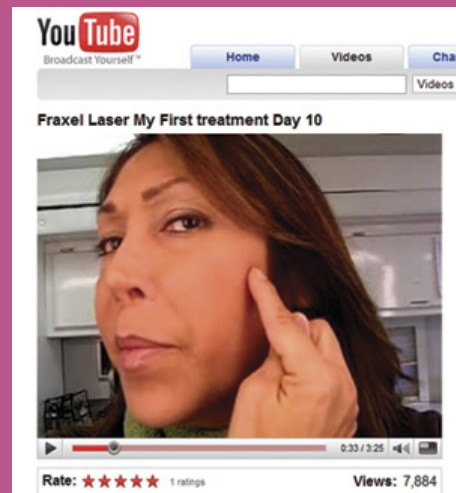 You Tube
Broadcast Yourself™
Home Videos Cha
Videos
Fraxel Laser My First treatment Day 10
0:33 / 3:25
Rate: 1 ratings Views: 7,884